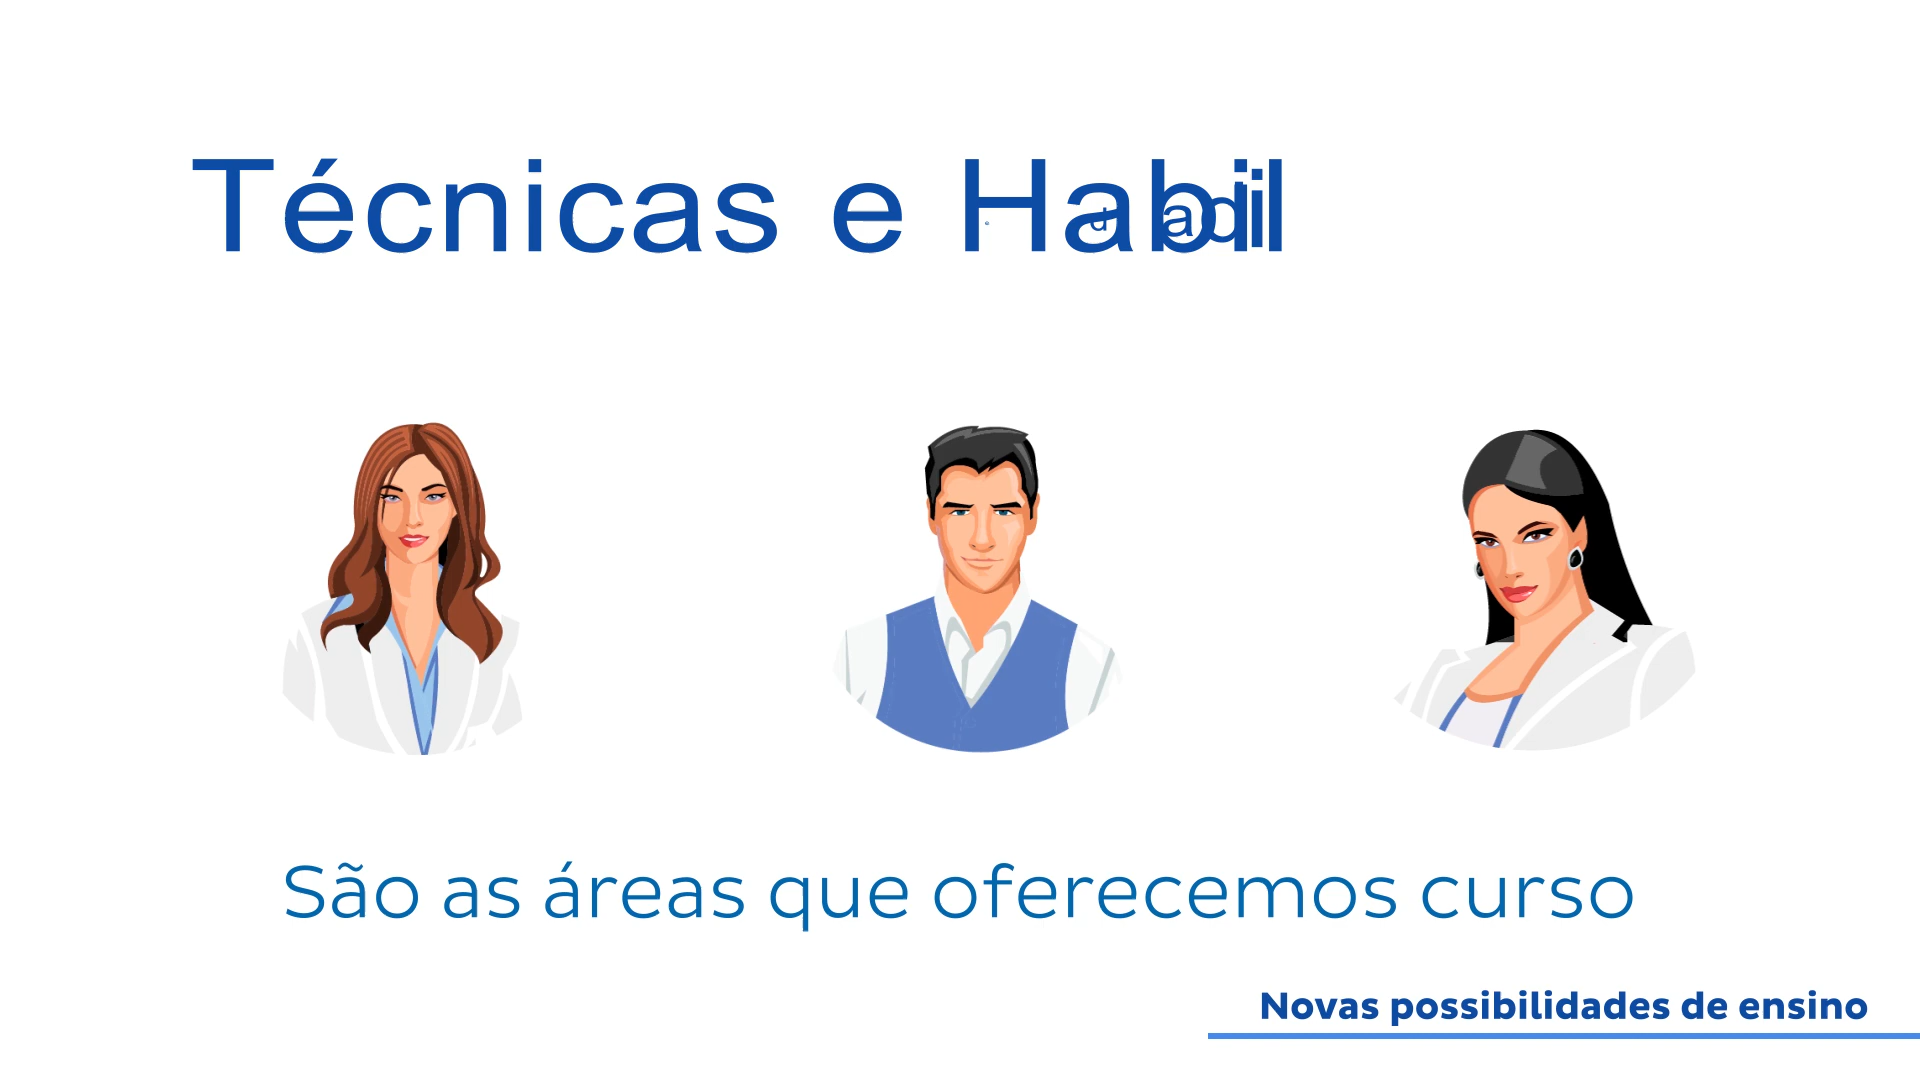 Técnicas e Habil
São as áreas que oferecemos curso
Novas possibilidades de ensino